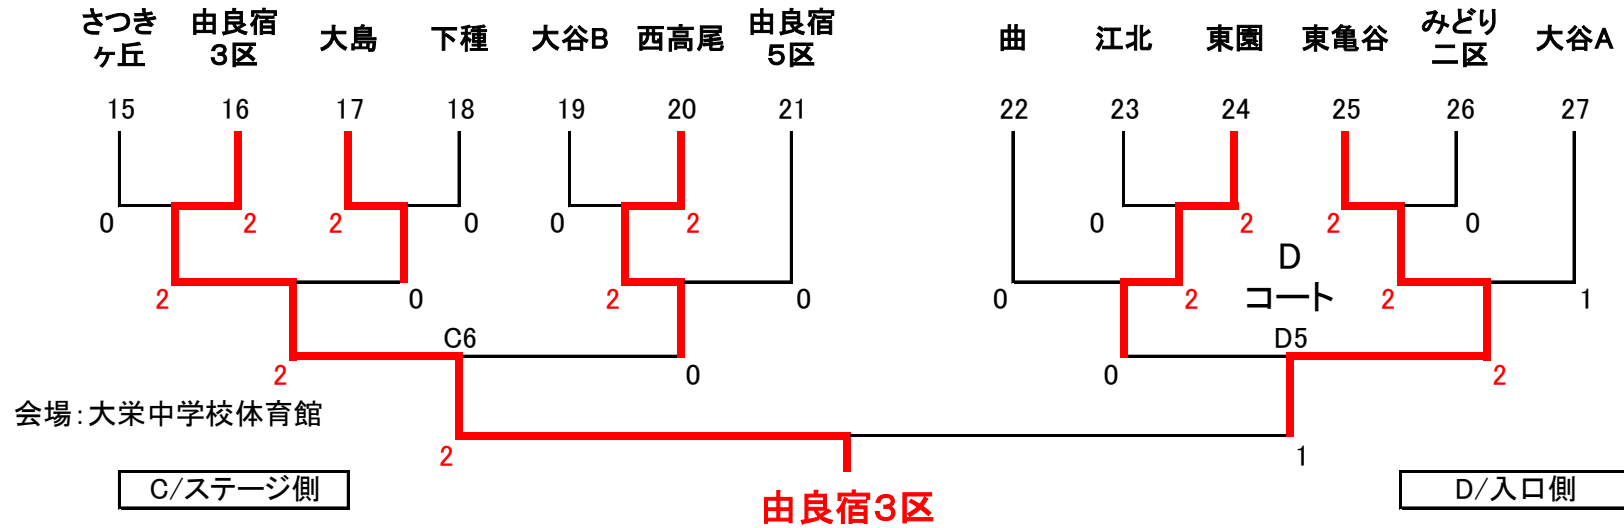 さつき
ヶ丘
由良宿
3区
大島
下種
大谷B
西高尾
由良宿
5区
曲
江北
東園
東亀谷
みどり
二区
大谷A
15 16 17 18 19 20 21 22 23 24 25 26 27
0 2 2 0 0 2 0 2 2 0
D
コート
2 0 2 0 0 2 2 1
C6 D5
2 0 0 2
会場:大栄中学校体育館
2 1
C/ステージ側
D/入口側
由良宿3区